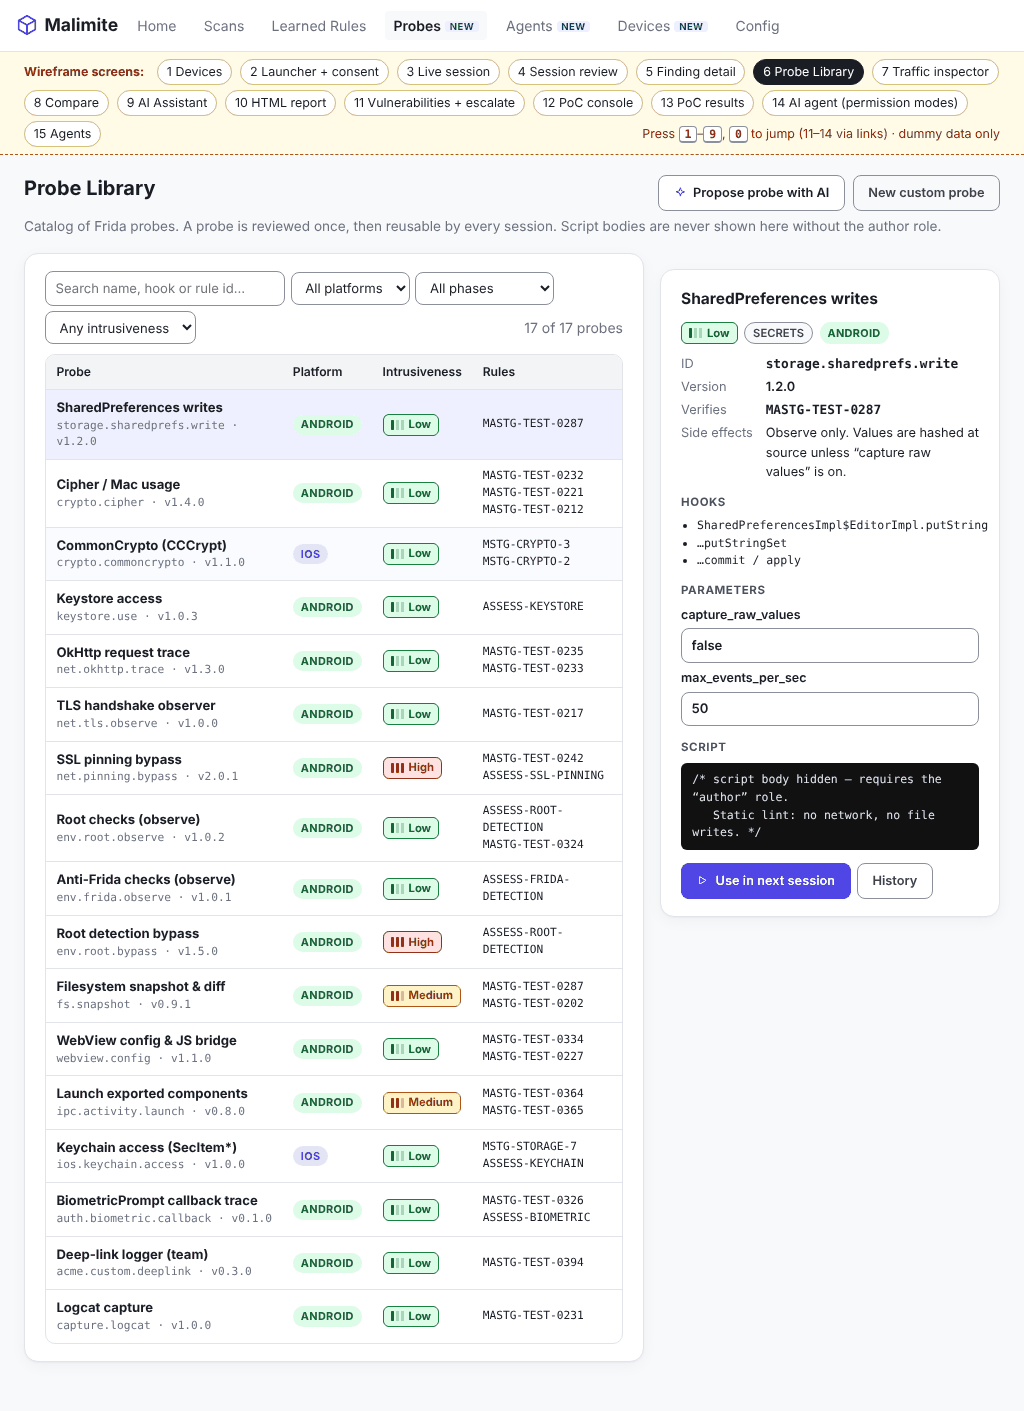 Malimite Home Scans Learned Rules Probes NEW Agents NEW Devices NEW Config
Wireframe screens: 1 Devices 2 Launcher + consent 3 Live session 4 Session review 5 Finding detail 6 Probe Library 7 Traffic inspector
8 Compare 9 AI Assistant 10 HTML report 11 Vulnerabilities + escalate 12 PoC console 13 PoC results 14 AI agent (permission modes)
15 Agents Press 1–9, 0 to jump (11–14 via links) · dummy data only
Probe Library
Propose probe with AI New custom probe
Catalog of Frida probes. A probe is reviewed once, then reusable by every session. Script bodies are never shown here without the author role.
Search name, hook or rule id... All platforms All phases
Any intrusiveness 17 of 17 probes
Probe Platform Intrusiveness Rules
SharedPreferences writes
storage.sharedprefs.write ·
v1.2.0
ANDROID Low MASTG-TEST-0287
Cipher / Mac usage
crypto.cipher · v1.4.0
ANDROID Low
MASTG-TEST-0232
MASTG-TEST-0221
MASTG-TEST-0212
CommonCrypto (CCCrypt)
crypto.commoncrypto · v1.1.0
IOS Low
MSTG-CRYPTO-3
MSTG-CRYPTO-2
Keystore access
keystore.use · v1.0.3
ANDROID Low ASSESS-KEYSTORE
OkHttp request trace
net.okhttp.trace · v1.3.0
ANDROID Low
MASTG-TEST-0235
MASTG-TEST-0233
TLS handshake observer
net.tls.observe · v1.0.0
ANDROID Low MASTG-TEST-0217
SSL pinning bypass
net.pinning.bypass · v2.0.1
ANDROID High
MASTG-TEST-0242
ASSESS-SSL-PINNING
Root checks (observe)
env.root.observe · v1.0.2
ANDROID Low
ASSESS-ROOT-
DETECTION
MASTG-TEST-0324
Anti-Frida checks (observe)
env.frida.observe · v1.0.1
ANDROID Low
ASSESS-FRIDA-
DETECTION
Root detection bypass
env.root.bypass · v1.5.0
ANDROID High
ASSESS-ROOT-
DETECTION
Filesystem snapshot & diff
fs.snapshot · v0.9.1
ANDROID Medium
MASTG-TEST-0287
MASTG-TEST-0202
WebView config & JS bridge
webview.config · v1.1.0
ANDROID Low
MASTG-TEST-0334
MASTG-TEST-0227
Launch exported components
ipc.activity.launch · v0.8.0
ANDROID Medium
MASTG-TEST-0364
MASTG-TEST-0365
Keychain access (SecItem*)
ios.keychain.access · v1.0.0
IOS Low
MSTG-STORAGE-7
ASSESS-KEYCHAIN
BiometricPrompt callback trace
auth.biometric.callback · v0.1.0
ANDROID Low
MASTG-TEST-0326
ASSESS-BIOMETRIC
Deep-link logger (team)
acme.custom.deeplink · v0.3.0
ANDROID Low MASTG-TEST-0394
Logcat capture
capture.logcat · v1.0.0
ANDROID Low MASTG-TEST-0231
SharedPreferences writes
Low SECRETS ANDROID
ID storage.sharedprefs.write
Version 1.2.0
Verifies MASTG-TEST-0287
Side effects Observe only. Values are hashed at
source unless “capture raw
values” is on.
HOOKS
• SharedPreferencesImpl$EditorImpl.putString
• …putStringSet
• …commit / apply
PARAMETERS
capture_raw_values
false
max_events_per_sec
50
SCRIPT
/* script body hidden — requires the
“author” role.
Static lint: no network, no file
writes. */
Use in next session History